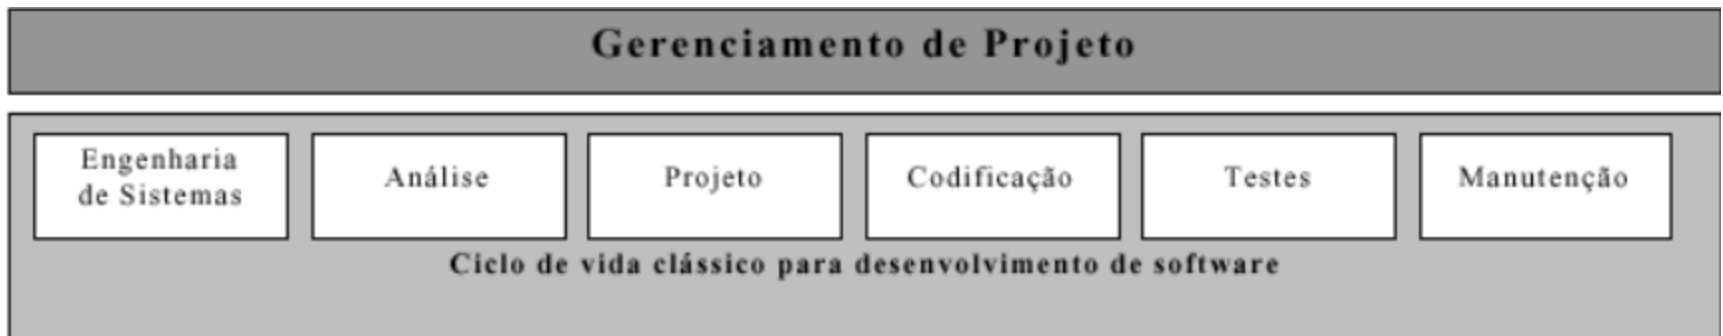 Gerenciamento de Projeto
Engenharia
de Sistemas
Análise
Projeto
Codificação
Testes
Manutenção
Ciclo de vida clássico para desenvolvimento de software